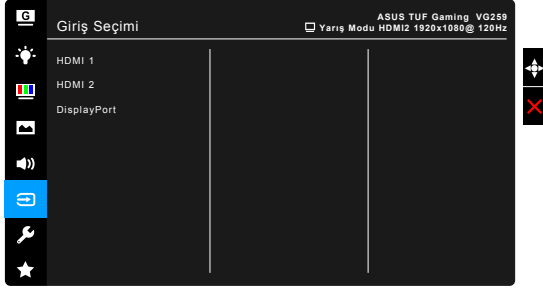 G
Giriş Seçimi
ASUS TUF Gaming VG259
Yarış Modu HDMI2 1920x1080@ 120Hz
HDMI 1
HDMI 2
DisplayPort